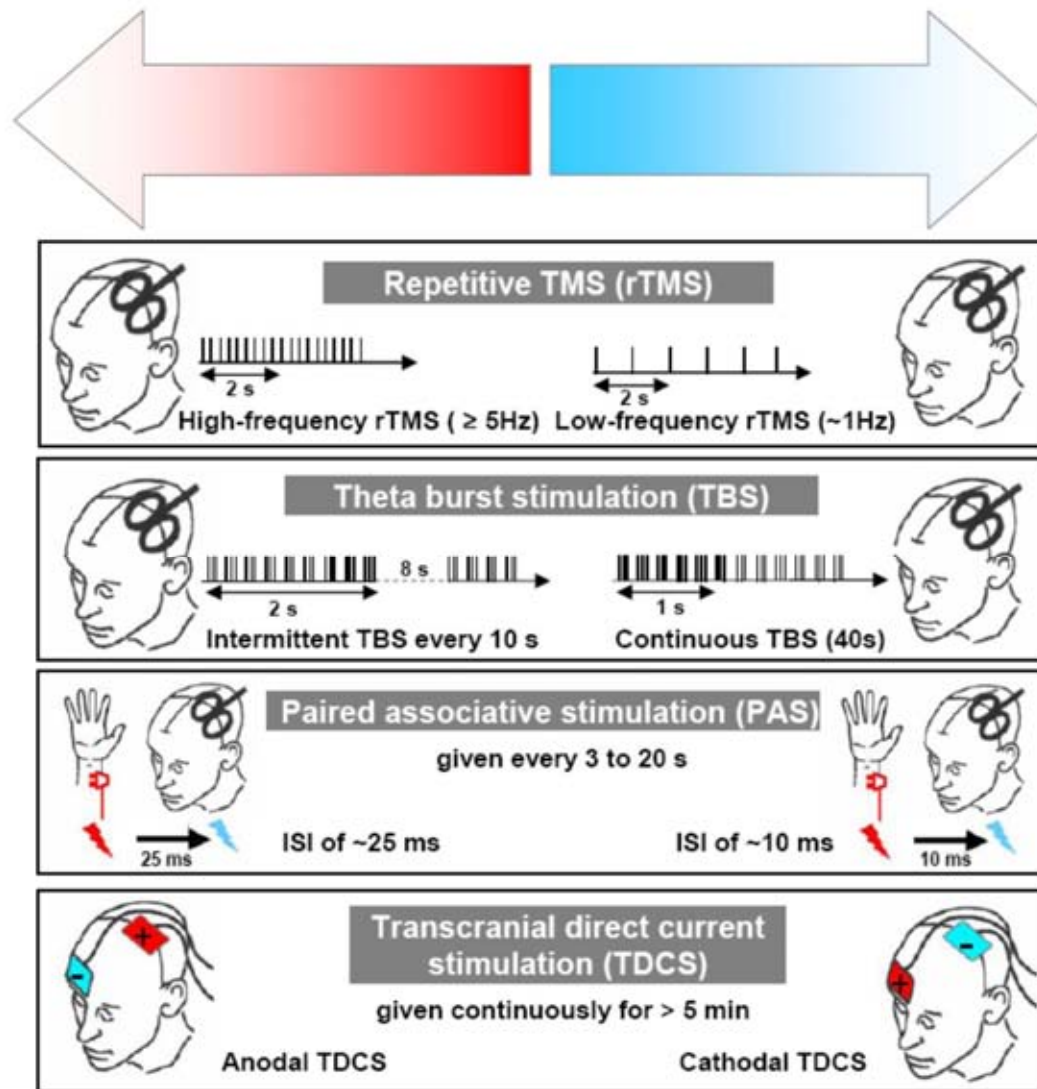 Repetitive TMS (rTMS)
2 s
2 s
High-frequency rTMS ( ≥ 5Hz)
Low-frequency rTMS (~1Hz)
Theta burst stimulation (TBS)
8 s
2 s
1 s
Intermittent TBS every 10 s
Continuous TBS (40s)
Paired associative stimulation (PAS)
given every 3 to 20 s
ISI of ~25 ms
ISI of ~10 ms
25 ms
10 ms
+
-
Transcranial direct current
stimulation (TDCS)
-
+
given continuously for > 5 min
Anodal TDCS
Cathodal TDCS